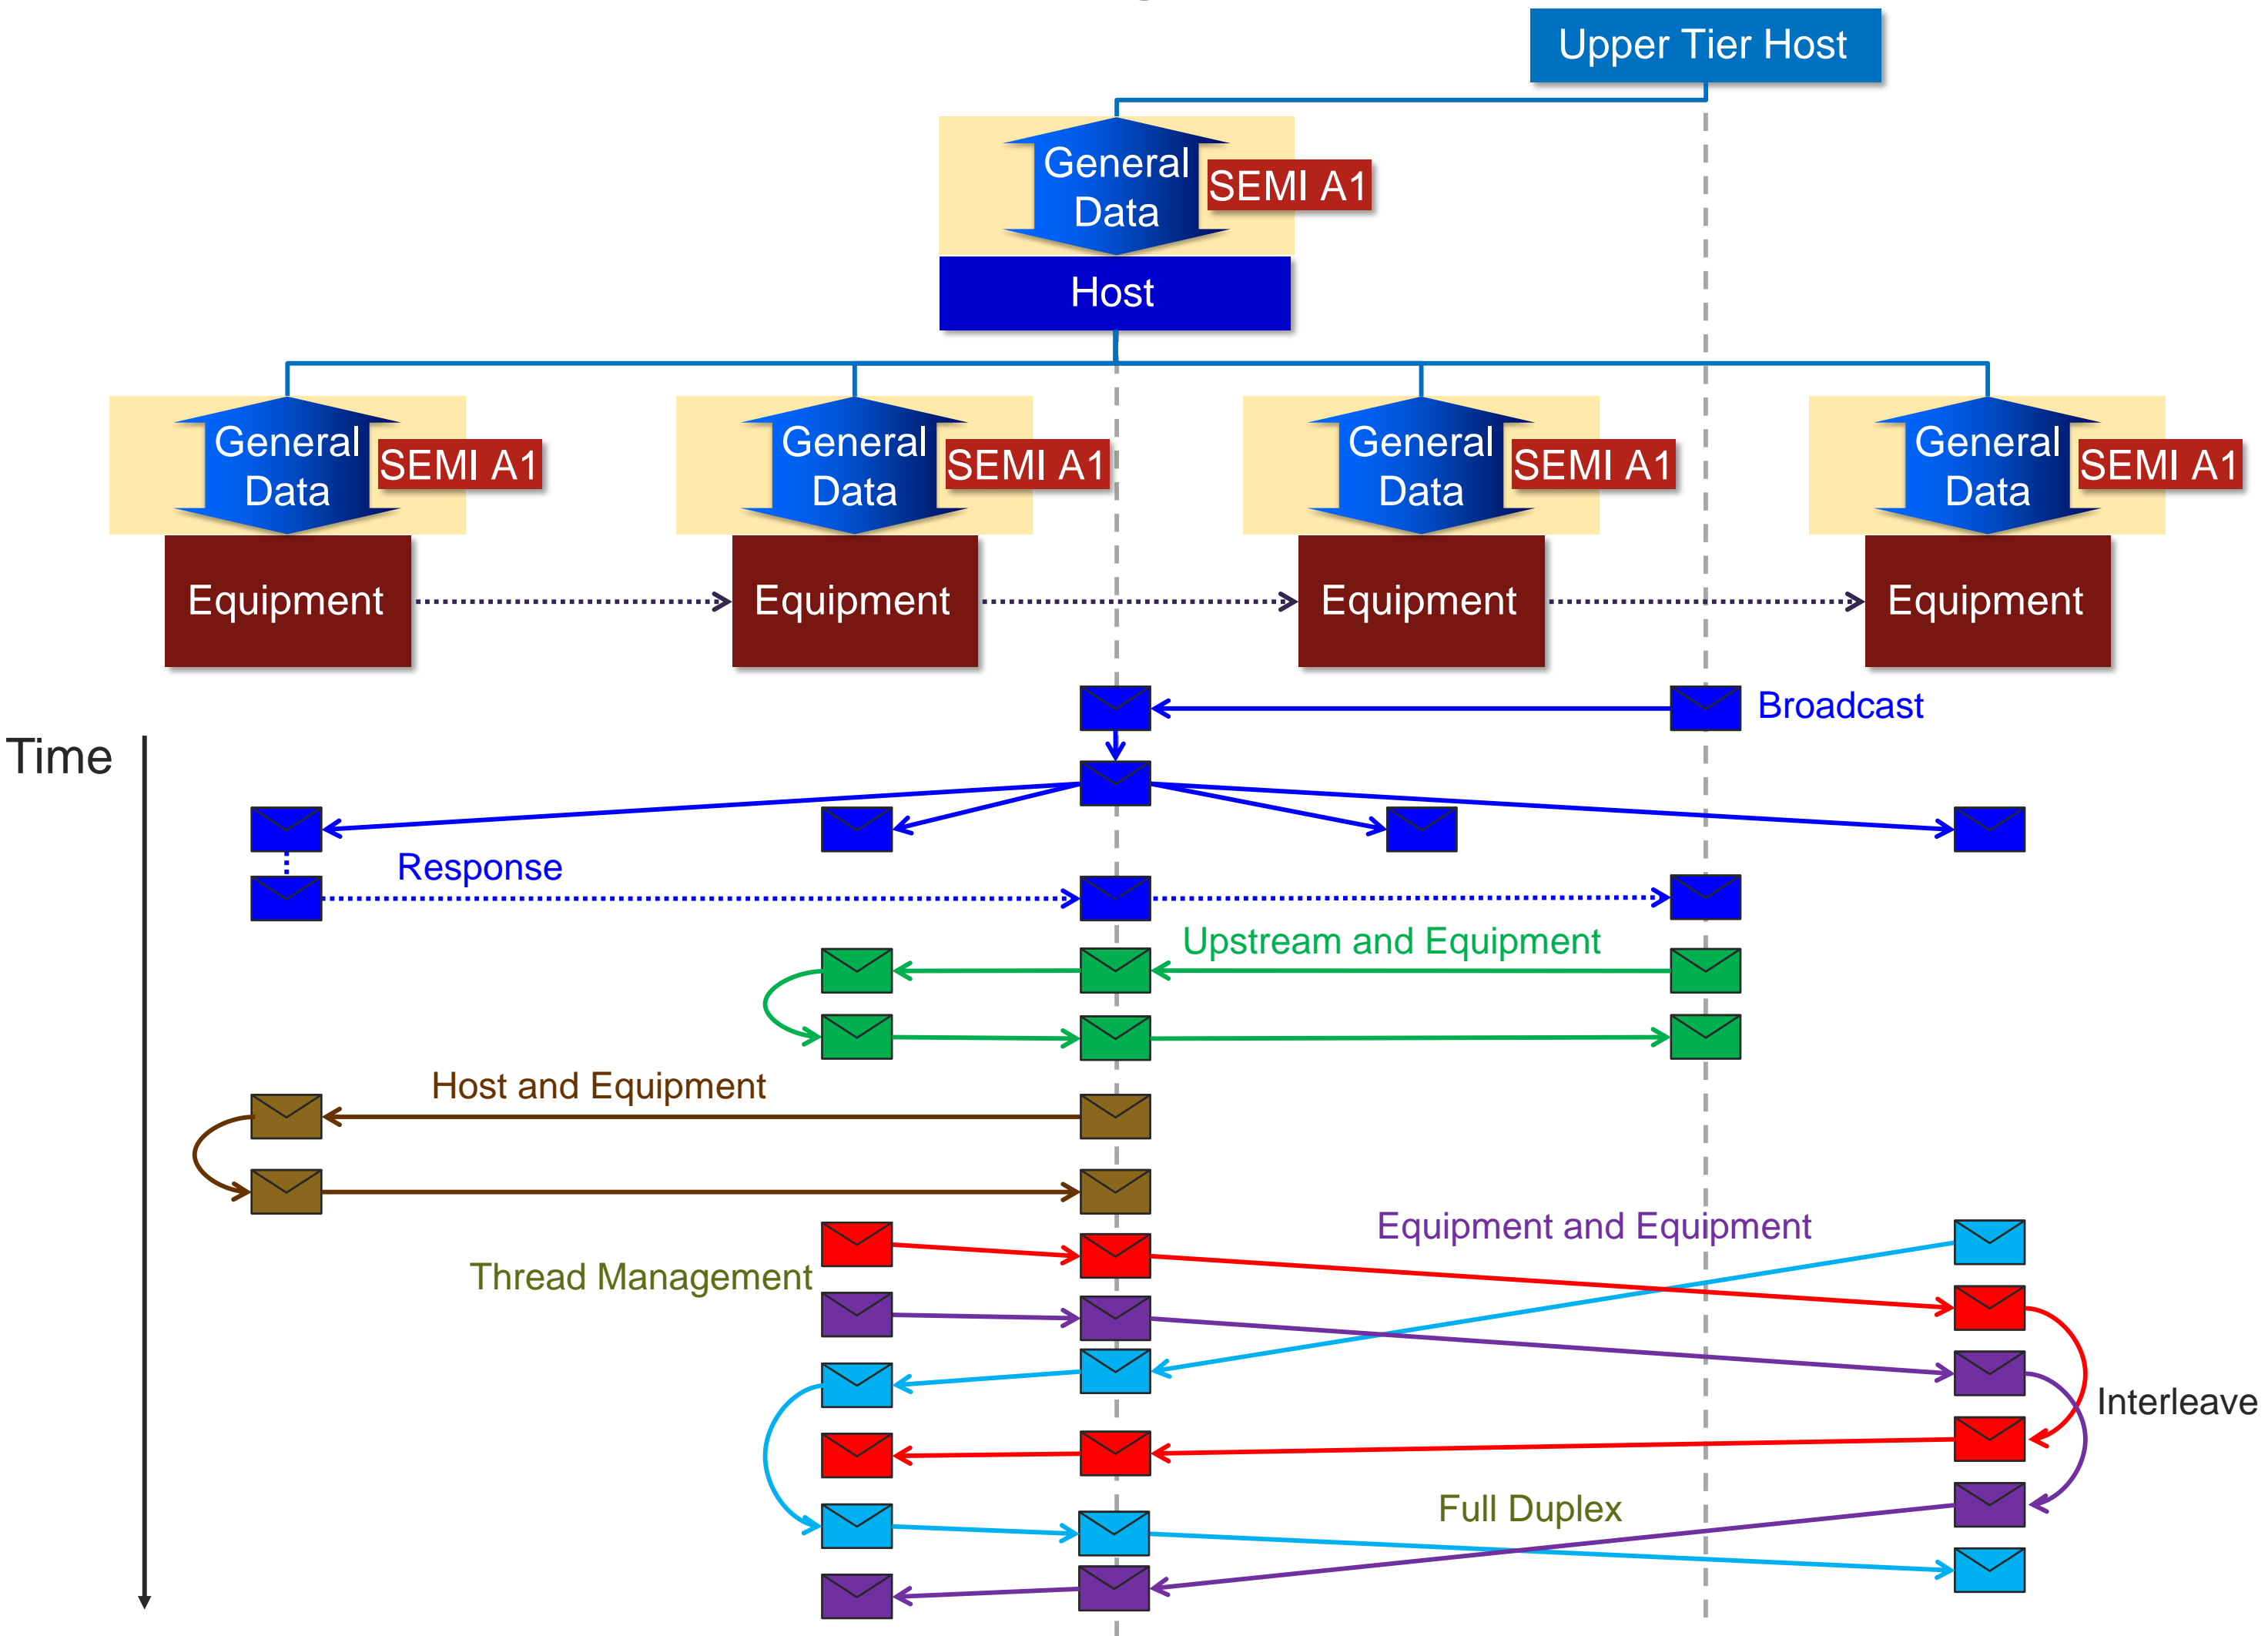 Upper Tier Host
General
Data
SEMI A1
Host
General
Data
SEMI A1
General
Data
SEMI A1
General
Data
SEMI A1
General
Data
SEMI A1
Equipment
Equipment
Equipment
Equipment
Broadcast
Time
Response
Upstream and Equipment
Host and Equipment
Equipment and Equipment
Thread Management
Interleave
Full Duplex